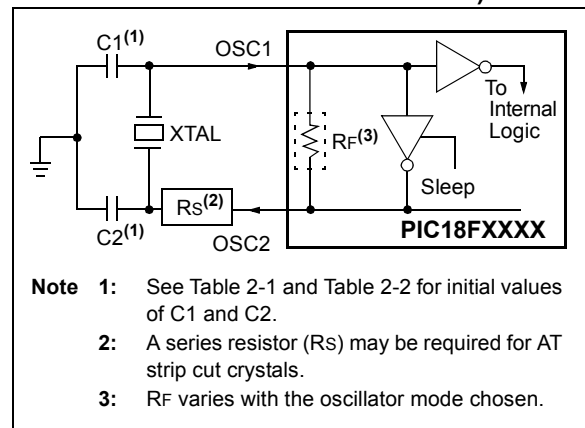 C1(1)
OSC1
To
Internal
Logic
XTAL
RF(3)
Sleep
RS(2)
C2(1)
OSC2
PIC18FXXXX
Note 1: See Table 2-1 and Table 2-2 for initial values
of C1 and C2.
2: A series resistor (RS) may be required for AT
strip cut crystals.
3: RF varies with the oscillator mode chosen.